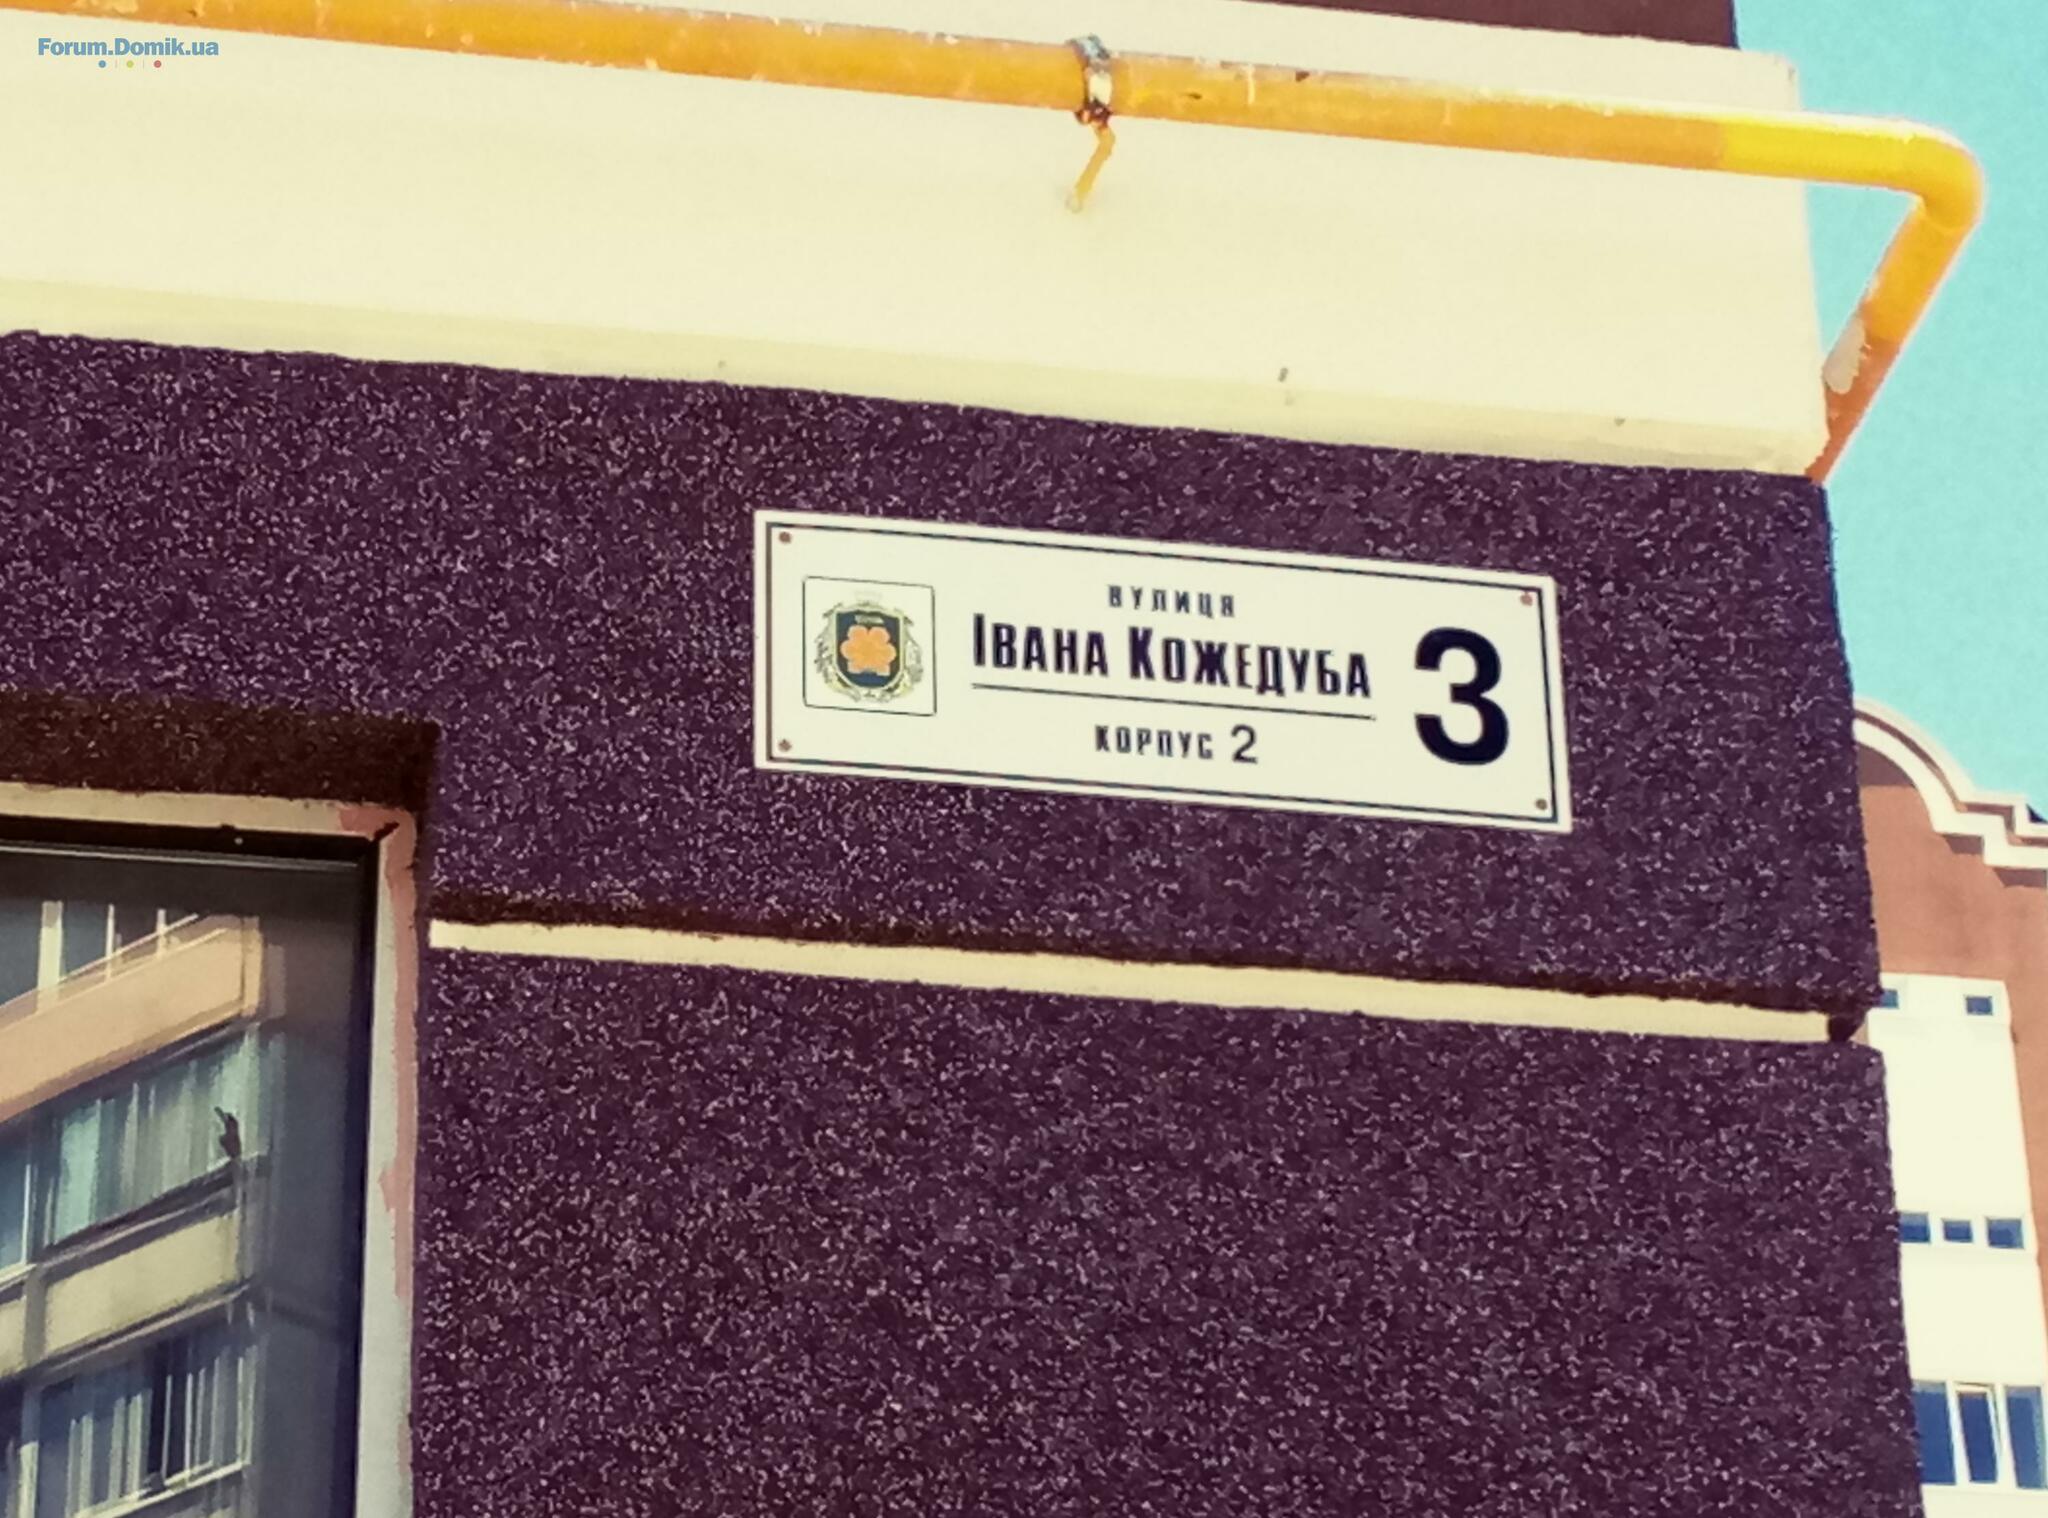 Forum.Domik.ua
вулиця
Івана Кожедуба
3
корпус 2